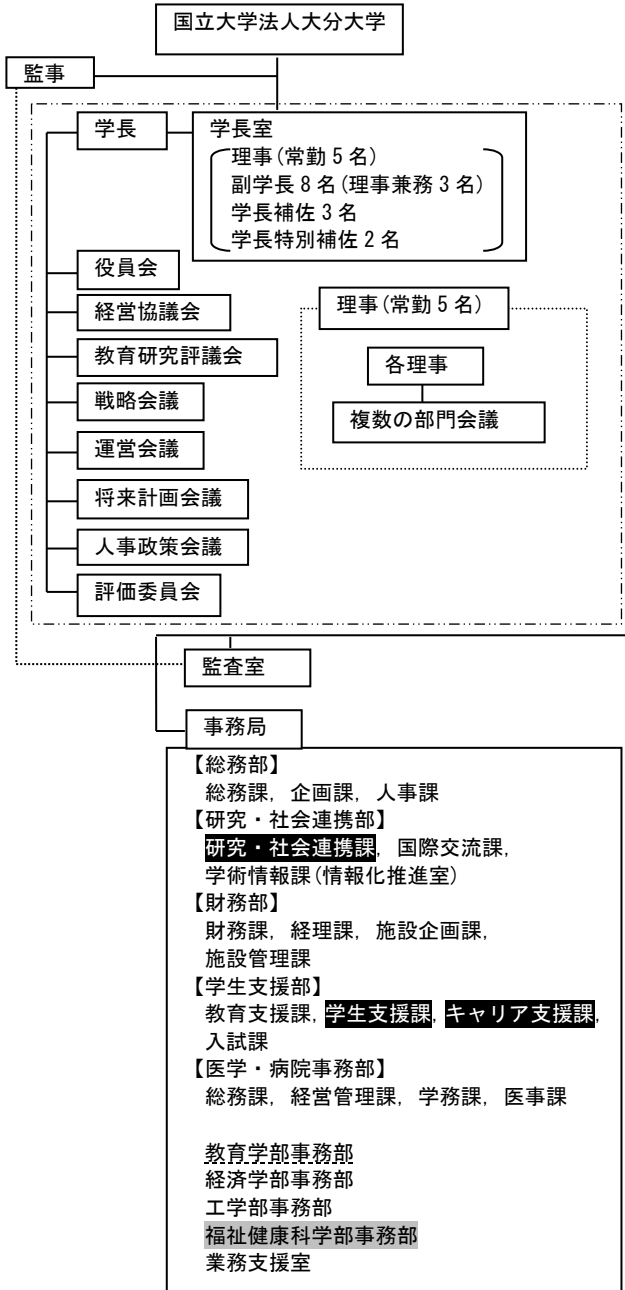 国立大学法人大分大学
監事
学長
学長室
理事(常勤5名)
副学長8名(理事兼務3名)
学長補佐3名
学長特別補佐2名
役員会
経営協議会
教育研究評議会
戦略会議
運営会議
将来計画会議
人事政策会議
評価委員会
理事(常勤5名)
各理事
複数の部門会議
監査室
事務局
【総務部】
総務課, 企画課, 人事課
【研究・社会連携部】
研究・社会連携課, 国際交流課,
学術情報課(情報化推進室)
【財務部】
財務課, 経理課, 施設企画課,
施設管理課
【学生支援部】
教育支援課, 学生支援課, キャリア支援課,
入試課
【医学・病院事務部】
総務課, 経営管理課, 学務課, 医事課
教育学部事務部
経済学部事務部
工学部事務部
福祉健康科学部事務部
業務支援室